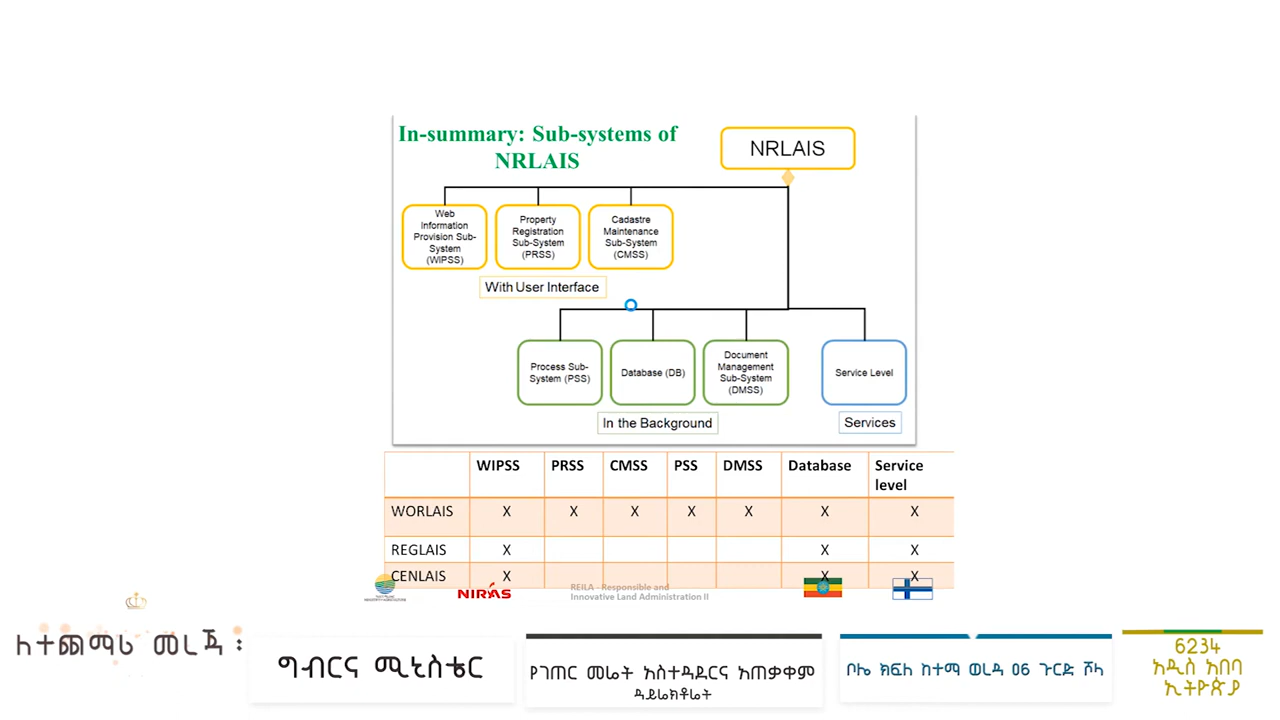 In-summary: Sub-systems of
NRLAIS
NRLAIS
Web
Information
Provision Sub-
System
(WIPSS)
Property
Registration
Sub-System
(PRSS)
Cadastre
Maintenance
Sub-System
(CMSS)
With User Interface
Process Sub-
System (PSS)
Database (DB)
Document
Management
Sub-System
(DMSS)
Service Level
In the Background
Services
WIPSS PRSS CMSS PSS DMSS Database Service level
WORLAIS X X X X X X X
REGLAIS X X X
CENLAIS X X X
NIRAS
REILA - Responsible and
Innovative Land Administration II
ለተጨማሪ መረጃ ፡
ግብርና ሚኒስቴር
የገጠር መሬት አስተዳደርና አጠቃቀም
ዳይሬክቶሬት
ቦሌ ክፍለ ከተማ ወረዳ 06 ጉርድ ሾላ
6234
አዲስ አበባ
ኢትዮጵያ